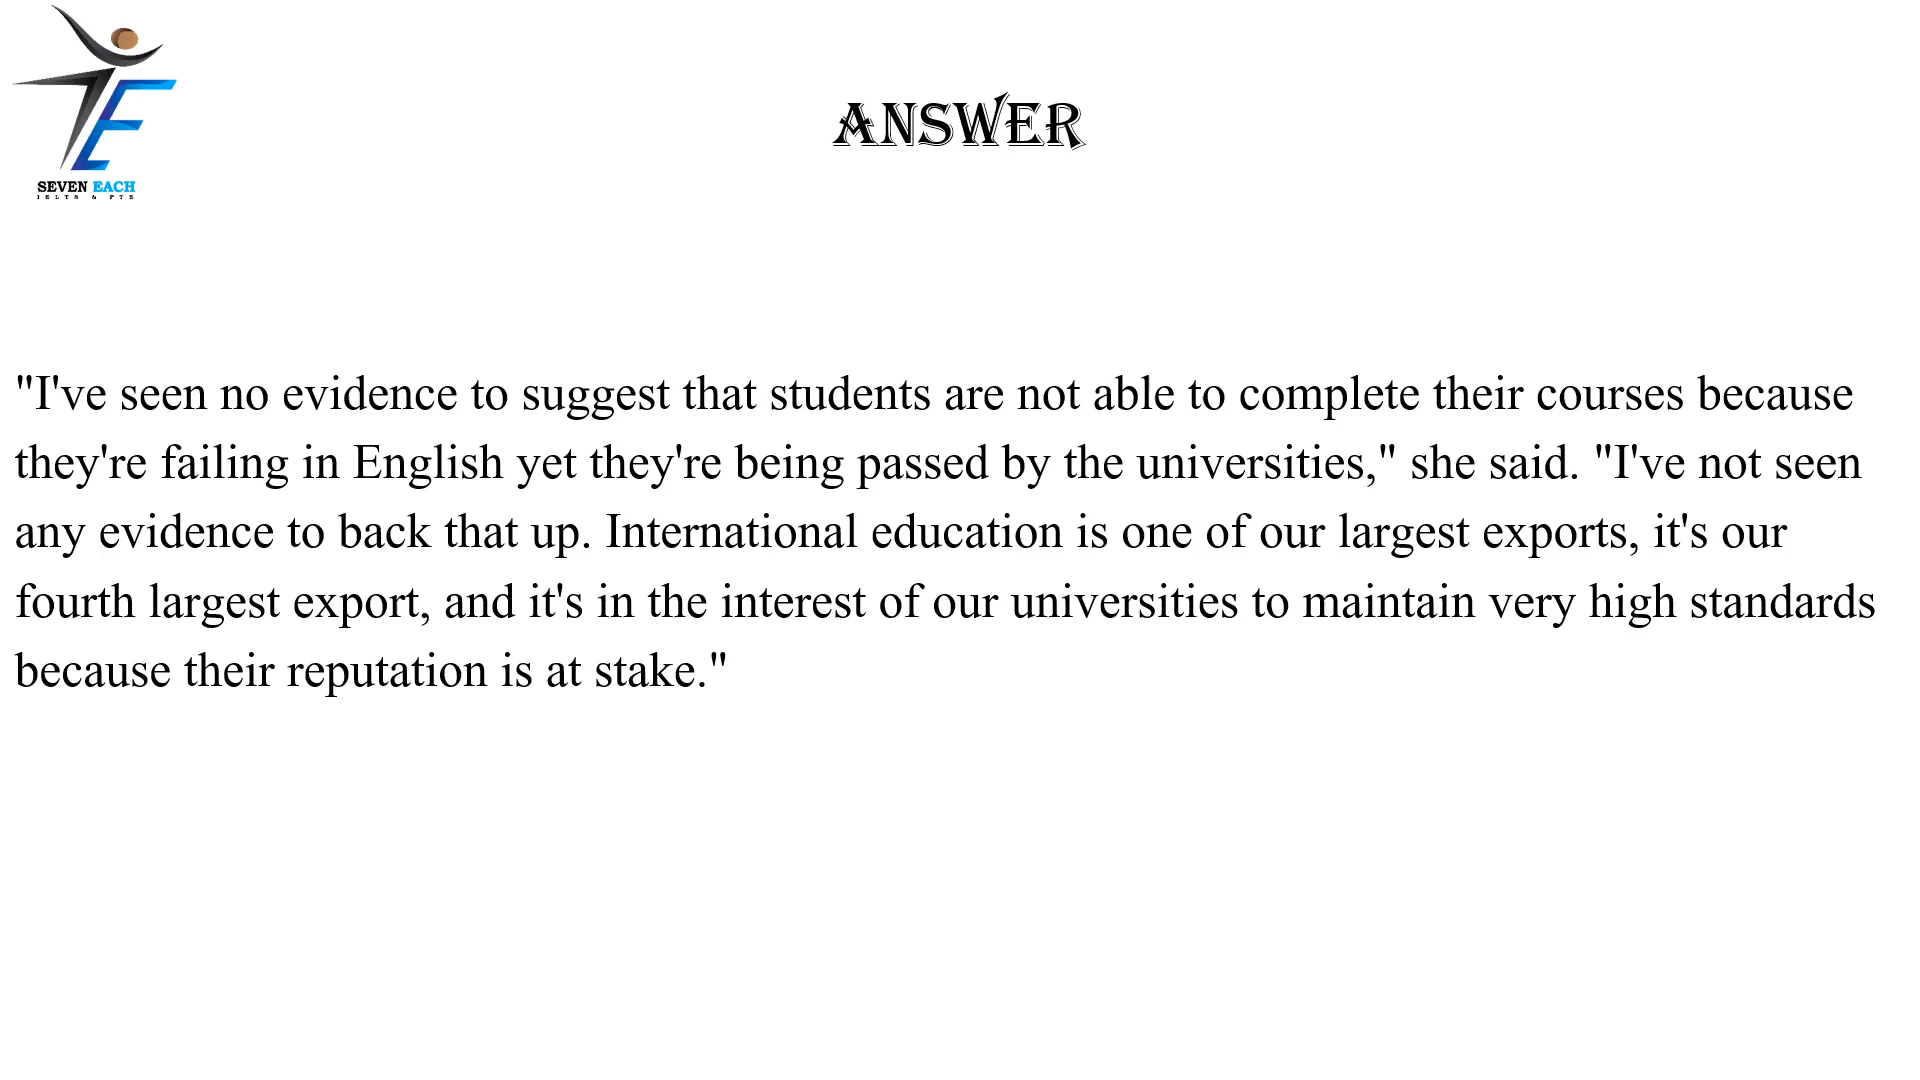 SEVEN EACH
IELTS & PTE
ANSWER
"I've seen no evidence to suggest that students are not able to complete their courses because
they're failing in English yet they're being passed by the universities," she said. "I've not seen
any evidence to back that up. International education is one of our largest exports, it's our
fourth largest export, and it's in the interest of our universities to maintain very high standards
because their reputation is at stake."